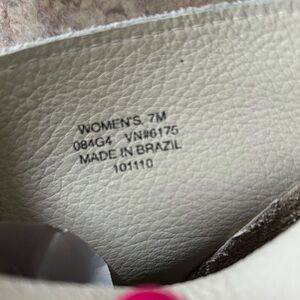 WOMEN'S, 7M
084G4 VN#6175
MADE IN BRAZIL
101110